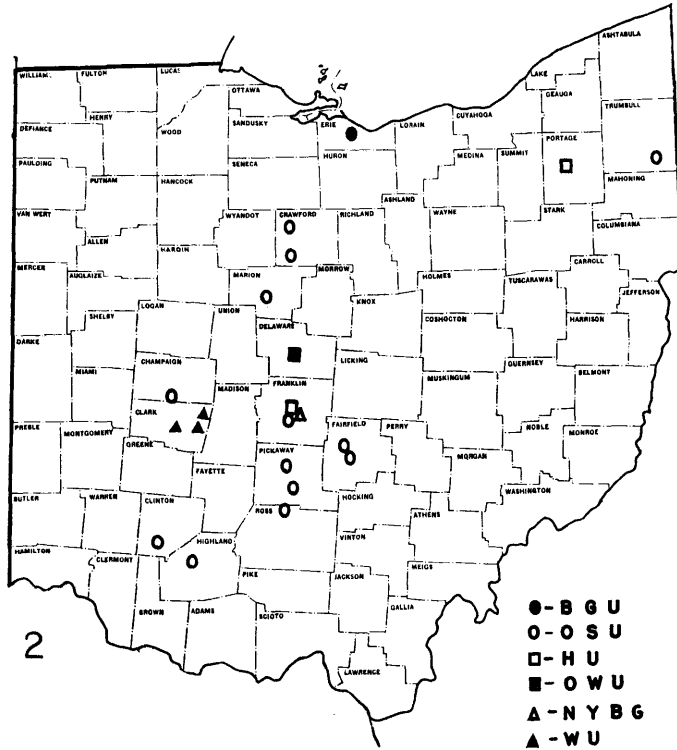 ASHTABULA
WILLIAM.
FULTON
LUCAS
LAKE
GEAUGA
OTTAWA
TRUMBULL
HENRY
DEFIANCE
WOOD
SANDUSKY
ERIE
LORAIN
CUYAHOGA
PORTAGE
PAULDING
SENECA
HURON
MEDINA
SUMMIT
MAHONING
PUTNAM
HANCOCK
ASHLAND
VAN WERT
WYANDOT
CRAWFORD
RICHLAND
WAYNE
STARK
COLUMBIANA
ALLEN
HARDIN
CARROLL
MERCER
AUGLAIZE
MARION
MORROW
HOLMES
TUSCARAWAS
JEFFERSON
LOGAN
UNION
KNOX
SHELBY
DELAWARE
COSHOCTON
HARRISON
DARKE
CHAMPAIGN
LICKING
GUERNSEY
BELMONT
MIAMI
MADISON
FRANKLIN
MUSKINGUM
CLARK
PREBLE
MONTGOMERY
FAIRFIELD
PERRY
NOBLE
MONROE
GREENE
PICKAWAY
MORGAN
FAYETTE
WASHINGTON
BUTLER
WARREN
CLINTON
HOCKING
ROSS
ATHENS
HAMILTON
CLERMONT
HIGHLAND
VINTON
MEIGS
PIKE
JACKSON
GALLIA
BROWN
ADAMS
SCIOTO
LAWRENCE
2
- B G U
- O S U
- H U
- O W U
- N Y B G
- W U